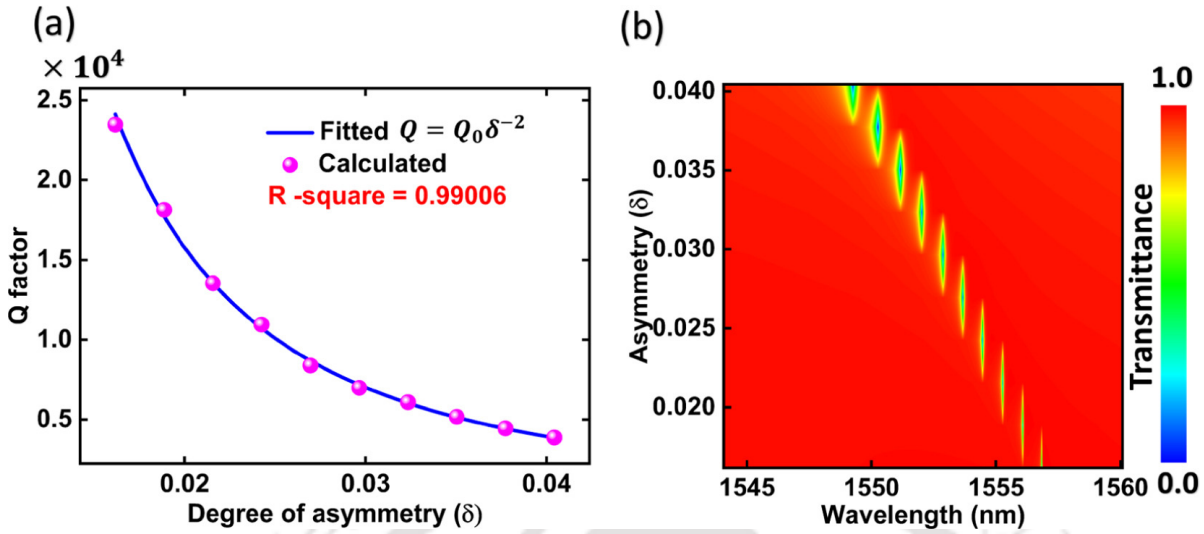 (a)
× 10⁴
2.5
2.0
1.5
1.0
0.5
Q factor
Fitted Q = Q₀δ⁻²
Calculated
R -square = 0.99006
0.02 0.03 0.04
Degree of asymmetry (δ)
(b)
0.040
0.035
0.030
0.025
0.020
Asymmetry (δ)
1545 1550 1555 1560
Wavelength (nm)
1.0
Transmittance
0.0